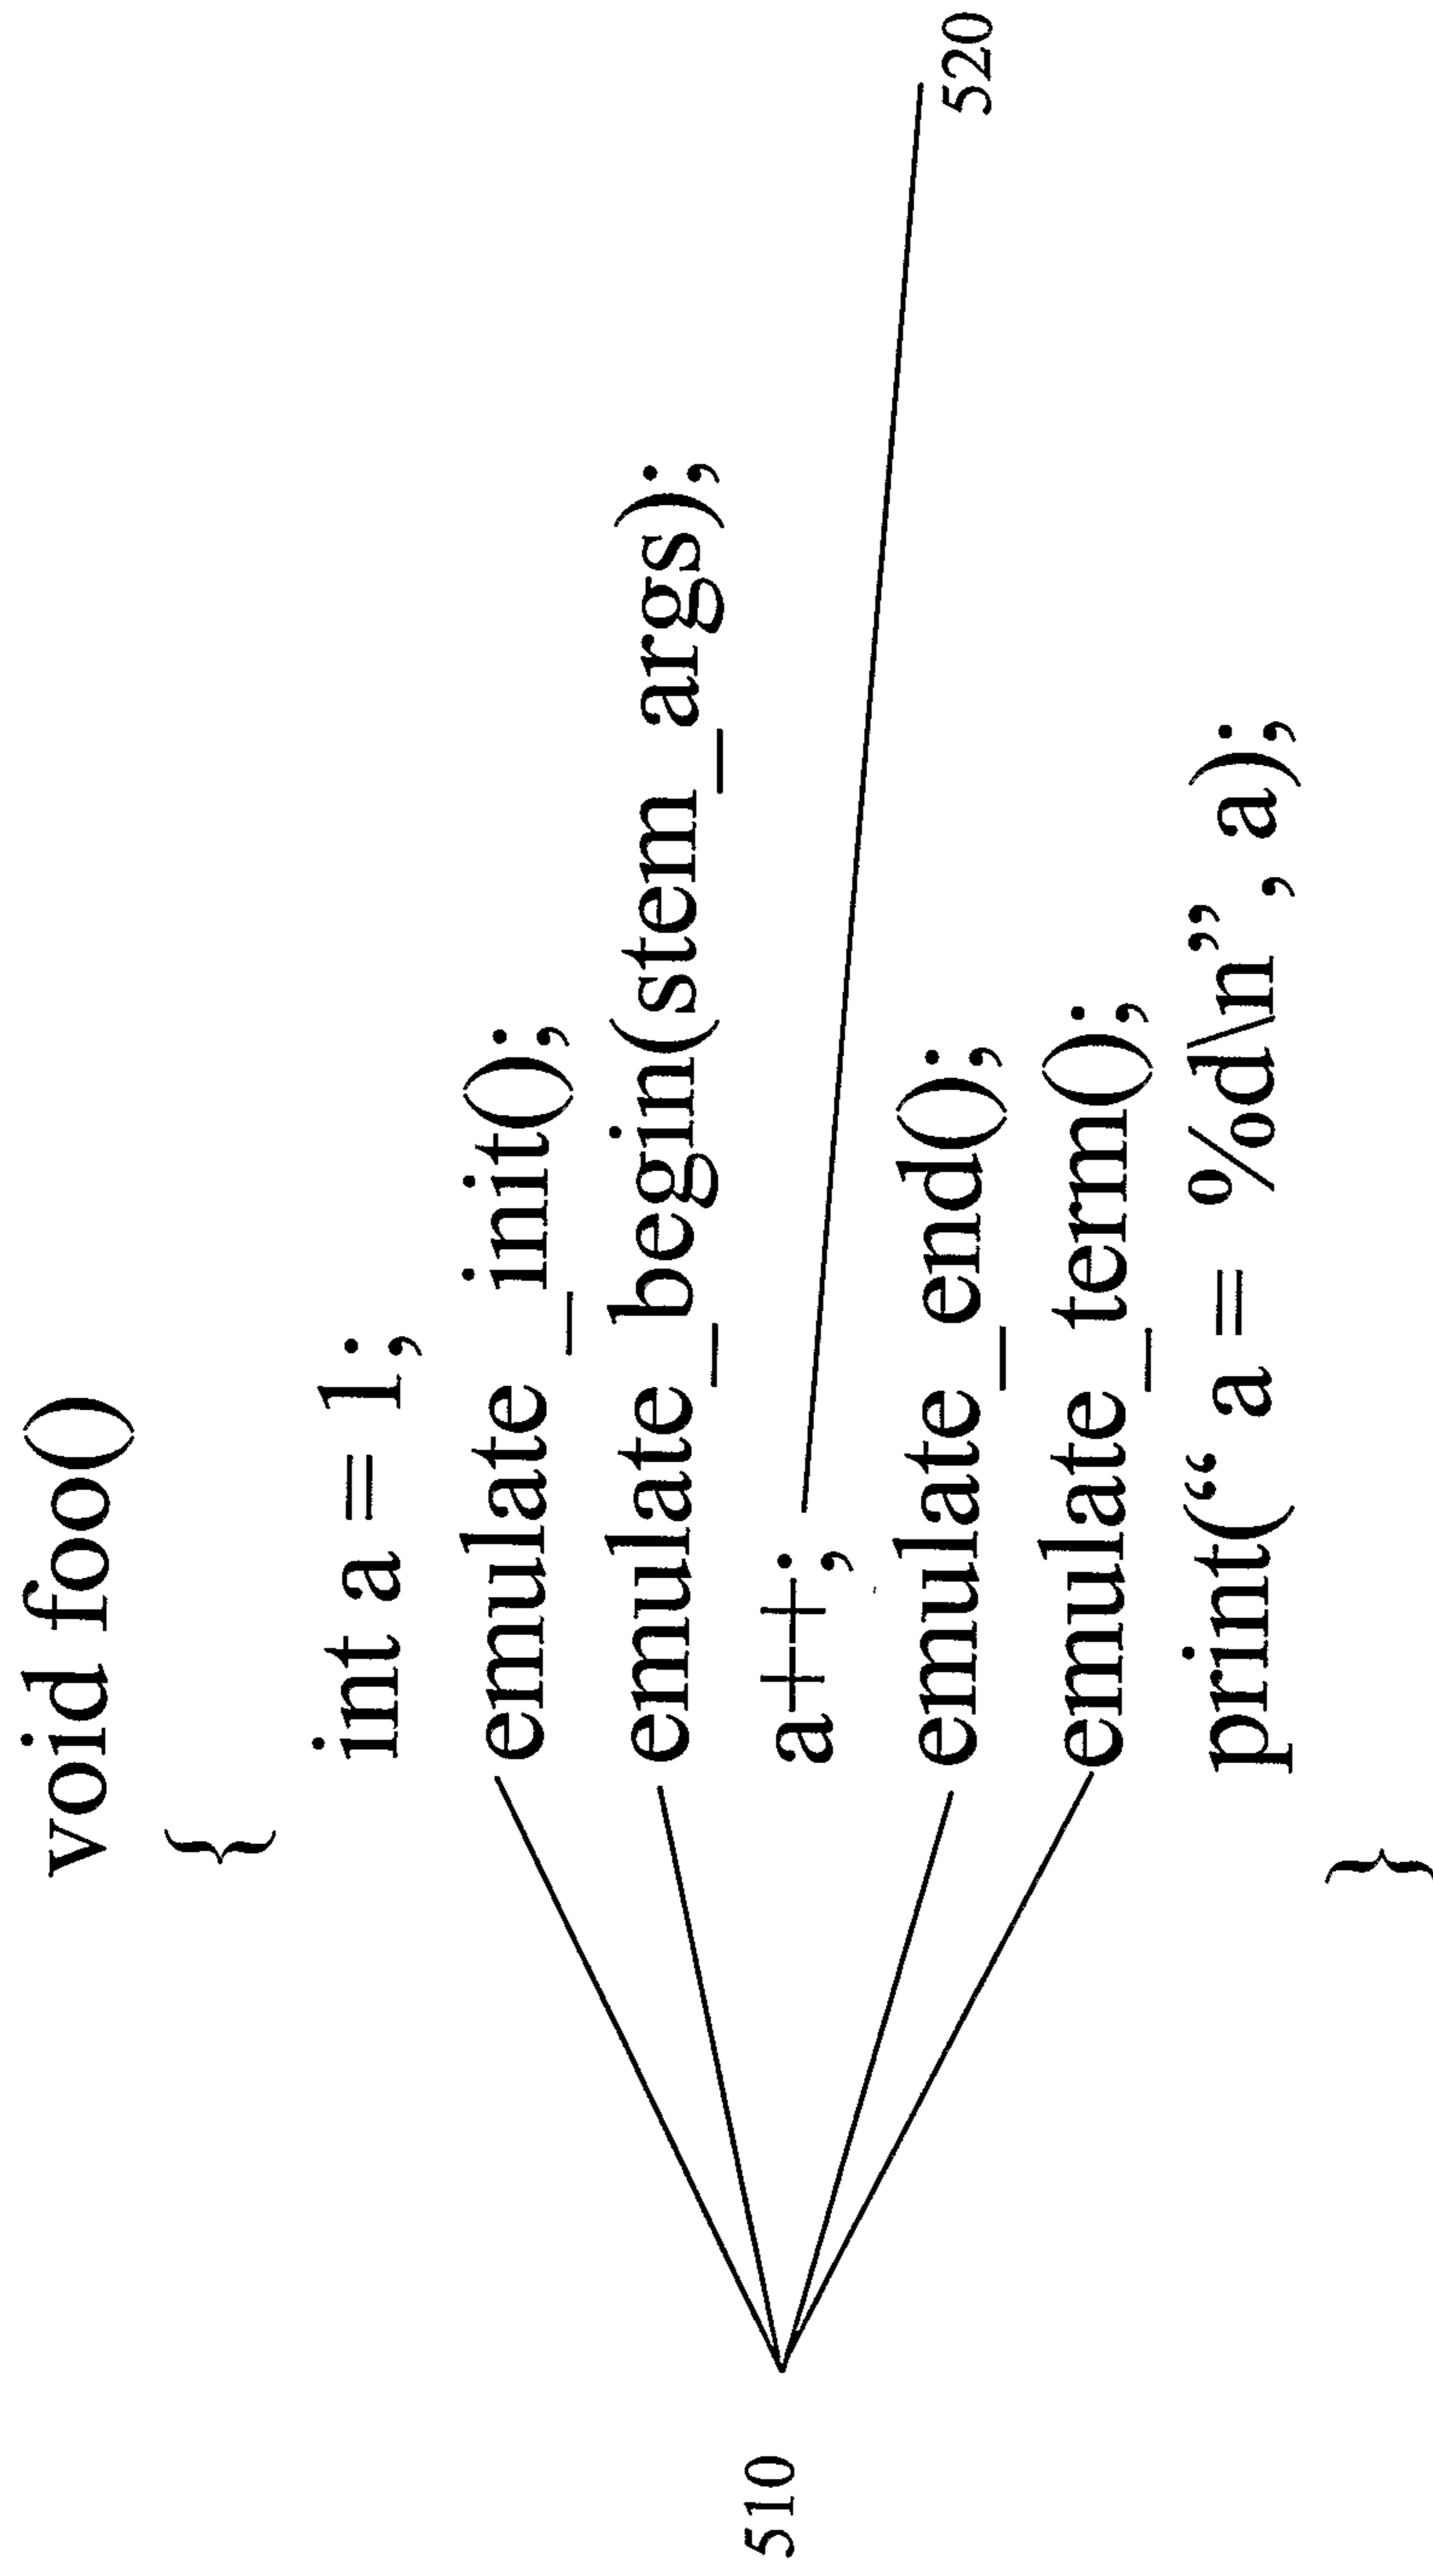 void foo()
{
int a = 1;
emulate_init();
emulate_begin(stem_args);
a++;
emulate_end();
emulate_term();
print(“ a = %d\n”, a);
}
510
520